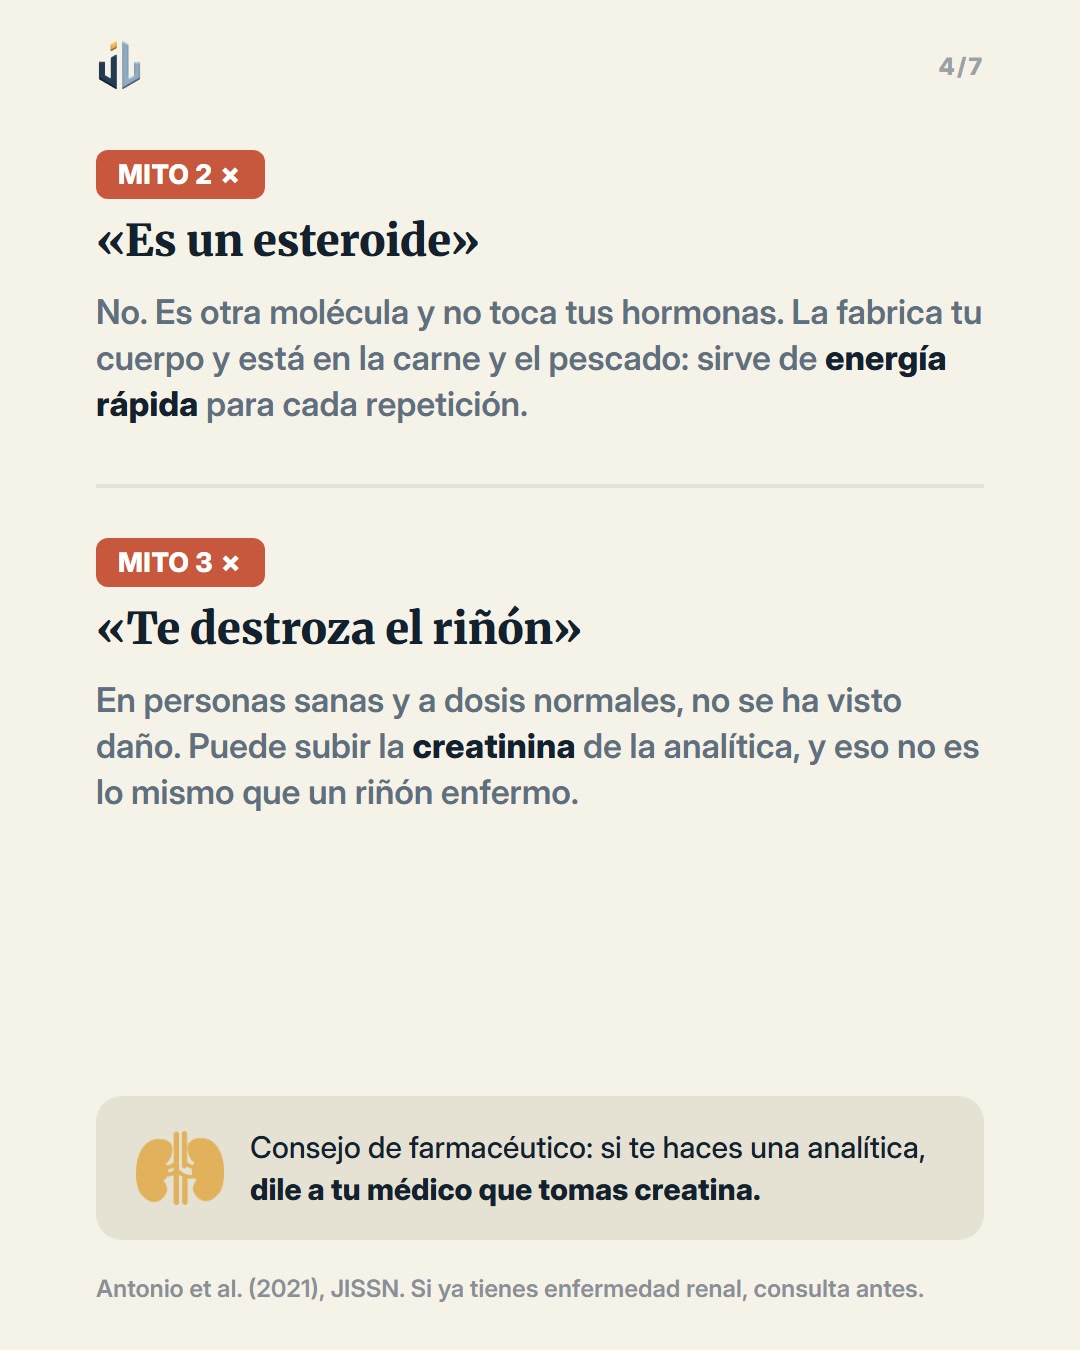 4/7
MITO 2 ×
«Es un esteroide»
No. Es otra molécula y no toca tus hormonas. La fabrica tu
cuerpo y está en la carne y el pescado: sirve de energía
rápida para cada repetición.
MITO 3 ×
«Te destroza el riñón»
En personas sanas y a dosis normales, no se ha visto
daño. Puede subir la creatinina de la analítica, y eso no es
lo mismo que un riñón enfermo.
Consejo de farmacéutico: si te haces una analítica,
dile a tu médico que tomas creatina.
Antonio et al. (2021), JISSN. Si ya tienes enfermedad renal, consulta antes.